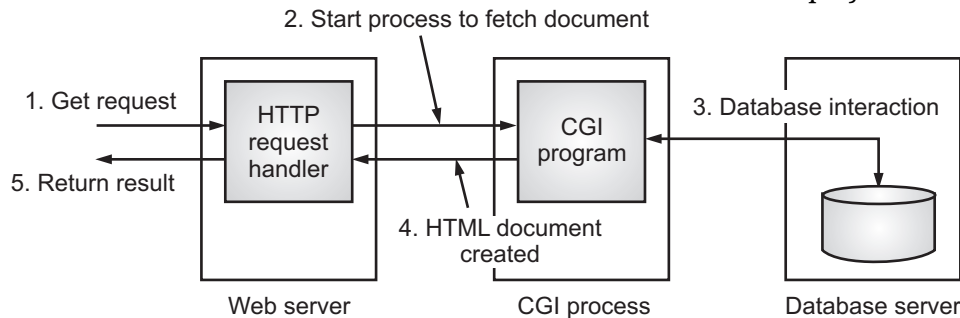 2. Start process to fetch document
1. Get request
HTTP
request
handler
CGI
program
3. Database interaction
5. Return result
4. HTML document
created
Web server
CGI process
Database server